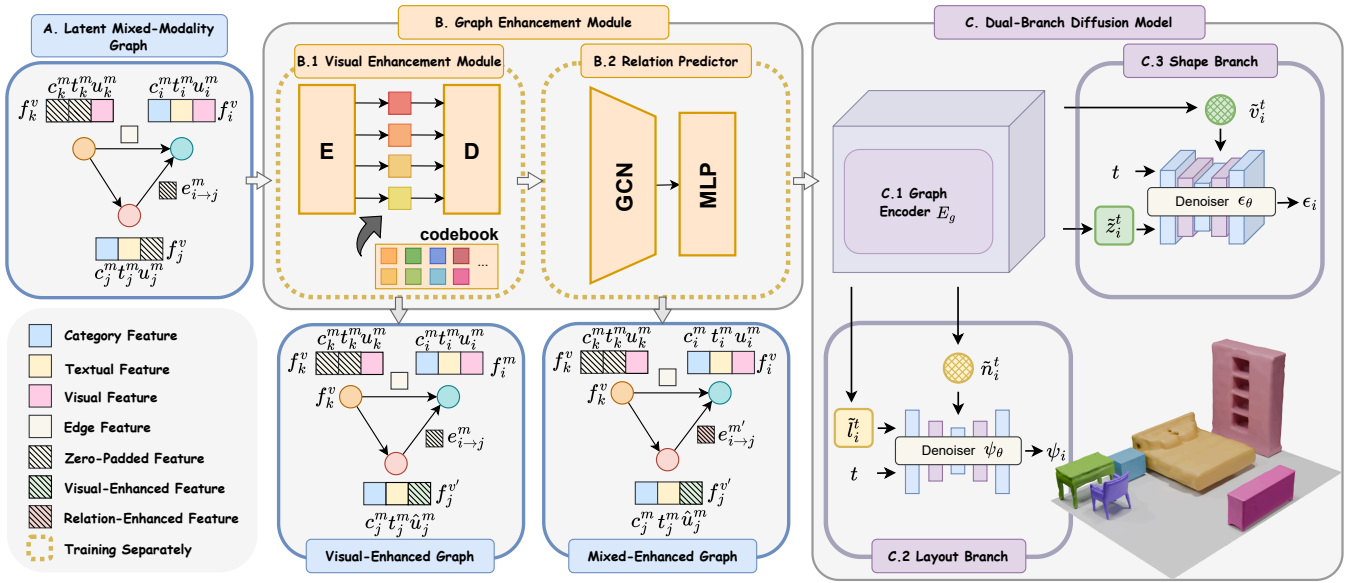 A. Latent Mixed-Modality
Graph
c_k^m t_k^m u_k^m
c_i^m t_i^m u_i^m
f_k^v
f_i^v
e_{i→j}^m
f_j^v
c_j^m t_j^m u_j^m
Category Feature
Textual Feature
Visual Feature
Edge Feature
Zero-Padded Feature
Visual-Enhanced Feature
Relation-Enhanced Feature
Training Separately
B. Graph Enhancement Module
B.1 Visual Enhancement Module
E
D
codebook
...
B.2 Relation Predictor
GCN
MLP
c_k^m t_k^m u_k^m
c_i^m t_i^m u_i^m
f_k^v
f_i^m
f_k^v
e_{i→j}^m
f_j^{v'}
c_j^m t_j^m û_j^m
Visual-Enhanced Graph
c_k^m t_k^m u_k^m
c_i^m t_i^m u_i^m
f_k^v
f_i^v
f_k^v
e_{i→j}^{m'}
f_j^{v'}
c_j^m t_j^m û_j^m
Mixed-Enhanced Graph
C. Dual-Branch Diffusion Model
C.1 Graph
Encoder E_g
C.3 Shape Branch
ṽ_i^t
t
Denoiser ϵ_θ
ϵ_i
z̃_i^t
ñ_i^t
l̃_i^t
Denoiser ψ_θ
ψ_i
t
C.2 Layout Branch